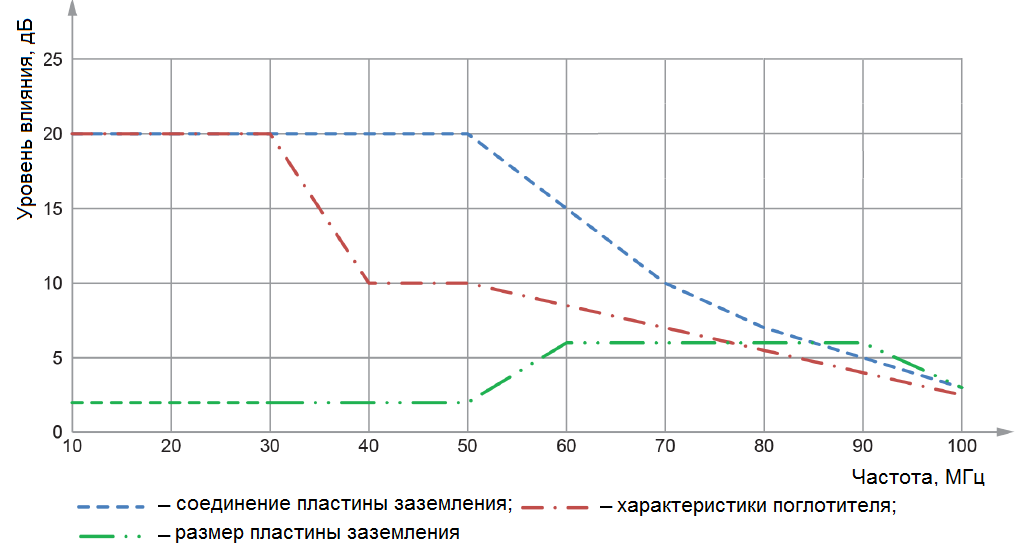 Уровень влияния, дБ
25
20
15
10
5
0
10 20 30 40 50 60 70 80 90 100
Частота, МГц
– соединение пластины заземления; – характеристики поглотителя;
– размер пластины заземления